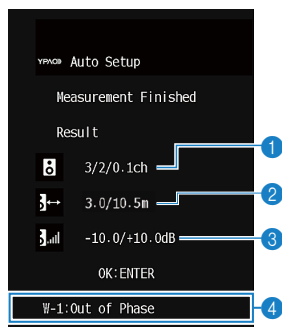 YPAO Auto Setup
Measurement Finished
Result
3/2/0.1ch 1
3.0/10.5m 2
-10.0/+10.0dB 3
OK:ENTER
W-1:Out of Phase 4